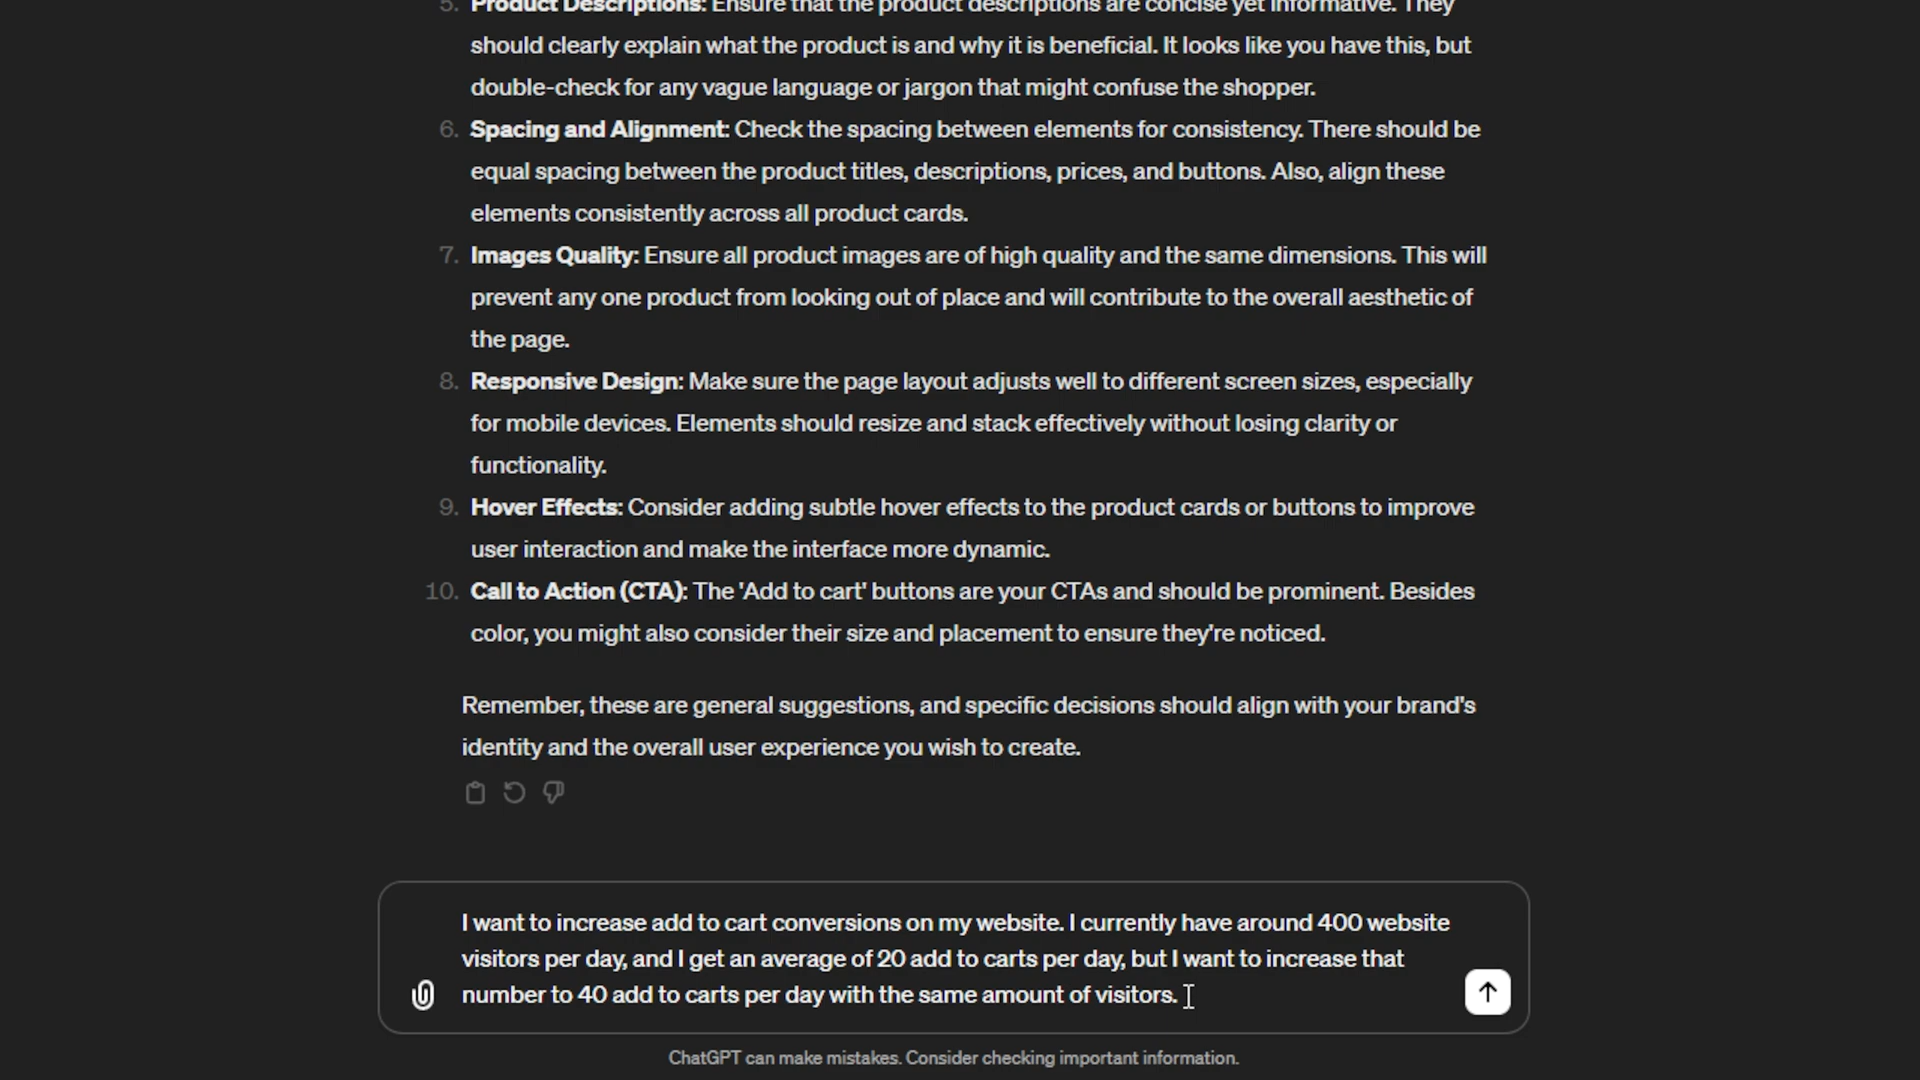 5. Product Descriptions: Ensure that the product descriptions are concise yet informative. They
should clearly explain what the product is and why it is beneficial. It looks like you have this, but
double-check for any vague language or jargon that might confuse the shopper.
6. Spacing and Alignment: Check the spacing between elements for consistency. There should be
equal spacing between the product titles, descriptions, prices, and buttons. Also, align these
elements consistently across all product cards.
7. Images Quality: Ensure all product images are of high quality and the same dimensions. This will
prevent any one product from looking out of place and will contribute to the overall aesthetic of
the page.
8. Responsive Design: Make sure the page layout adjusts well to different screen sizes, especially
for mobile devices. Elements should resize and stack effectively without losing clarity or
functionality.
9. Hover Effects: Consider adding subtle hover effects to the product cards or buttons to improve
user interaction and make the interface more dynamic.
10. Call to Action (CTA): The 'Add to cart' buttons are your CTAs and should be prominent. Besides
color, you might also consider their size and placement to ensure they're noticed.
Remember, these are general suggestions, and specific decisions should align with your brand's
identity and the overall user experience you wish to create.
I want to increase add to cart conversions on my website. I currently have around 400 website
visitors per day, and I get an average of 20 add to carts per day, but I want to increase that
number to 40 add to carts per day with the same amount of visitors.
ChatGPT can make mistakes. Consider checking important information.